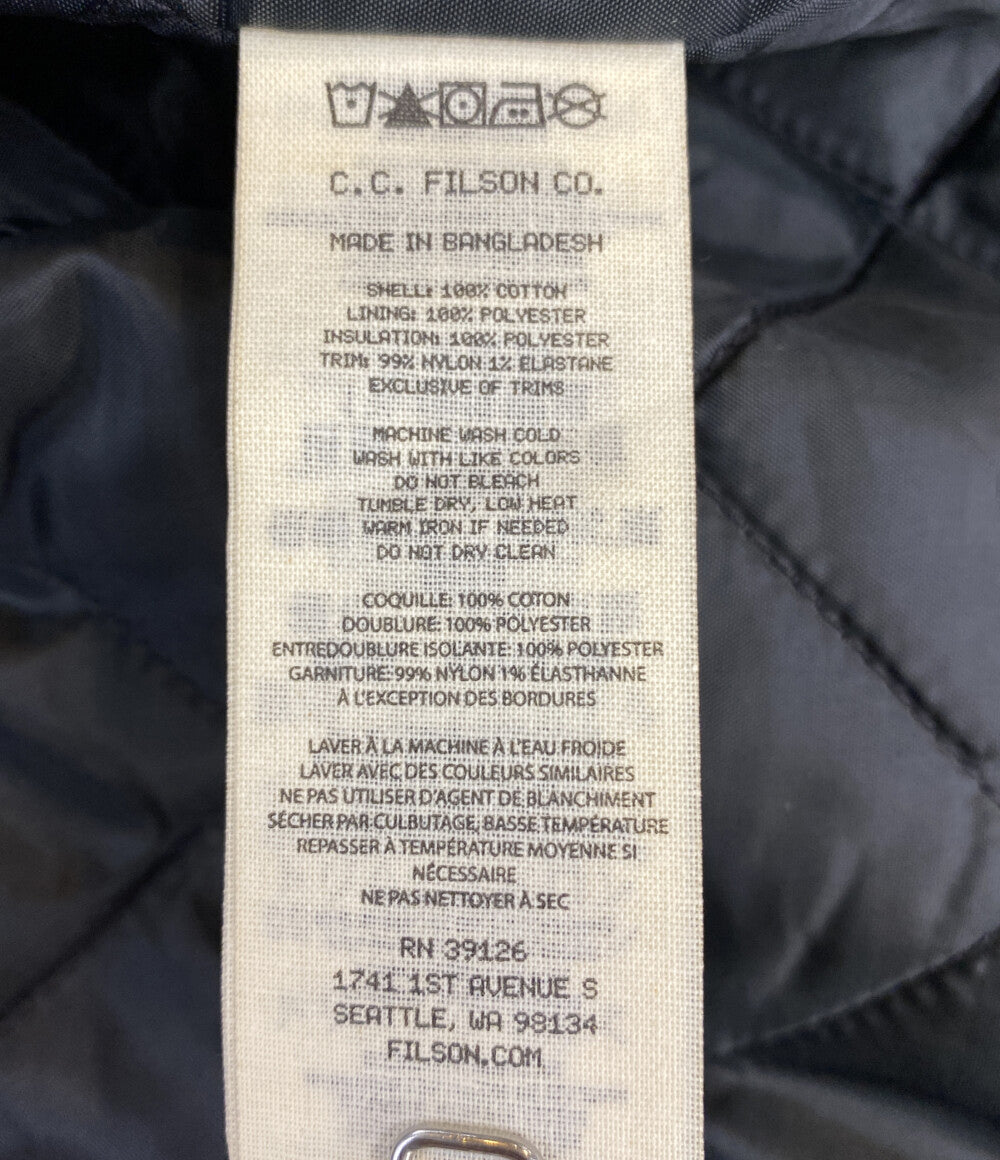 C.C. FILSON CO.
MADE IN BANGLADESH
SHELL: 100% COTTON
LINING: 100% POLYESTER
INSULATION: 100% POLYESTER
TRIM: 99% NYLON 1% ELASTANE
EXCLUSIVE OF TRIMS
MACHINE WASH COLD
WASH WITH LIKE COLORS
DO NOT BLEACH
TUMBLE DRY, LOW HEAT
WARM IRON IF NEEDED
DO NOT DRY CLEAN
COQUILLE: 100% COTON
DOUBLURE: 100% POLYESTER
ENTREDOUBLURE ISOLANTE: 100% POLYESTER
GARNITURE: 99% NYLON 1% ÉLASTHANNE
À L'EXCEPTION DES BORDURES
LAVER À LA MACHINE À L'EAU FROIDE
LAVER AVEC DES COULEURS SIMILAIRES
NE PAS UTILISER D'AGENT DE BLANCHIMENT
SÉCHER PAR CULBUTAGE, BASSE TEMPÉRATURE
REPASSER À TEMPÉRATURE MOYENNE SI
NÉCESSAIRE
NE PAS NETTOYER À SEC
RN 39126
1741 1ST AVENUE S
SEATTLE, WA 98134
FILSON.COM